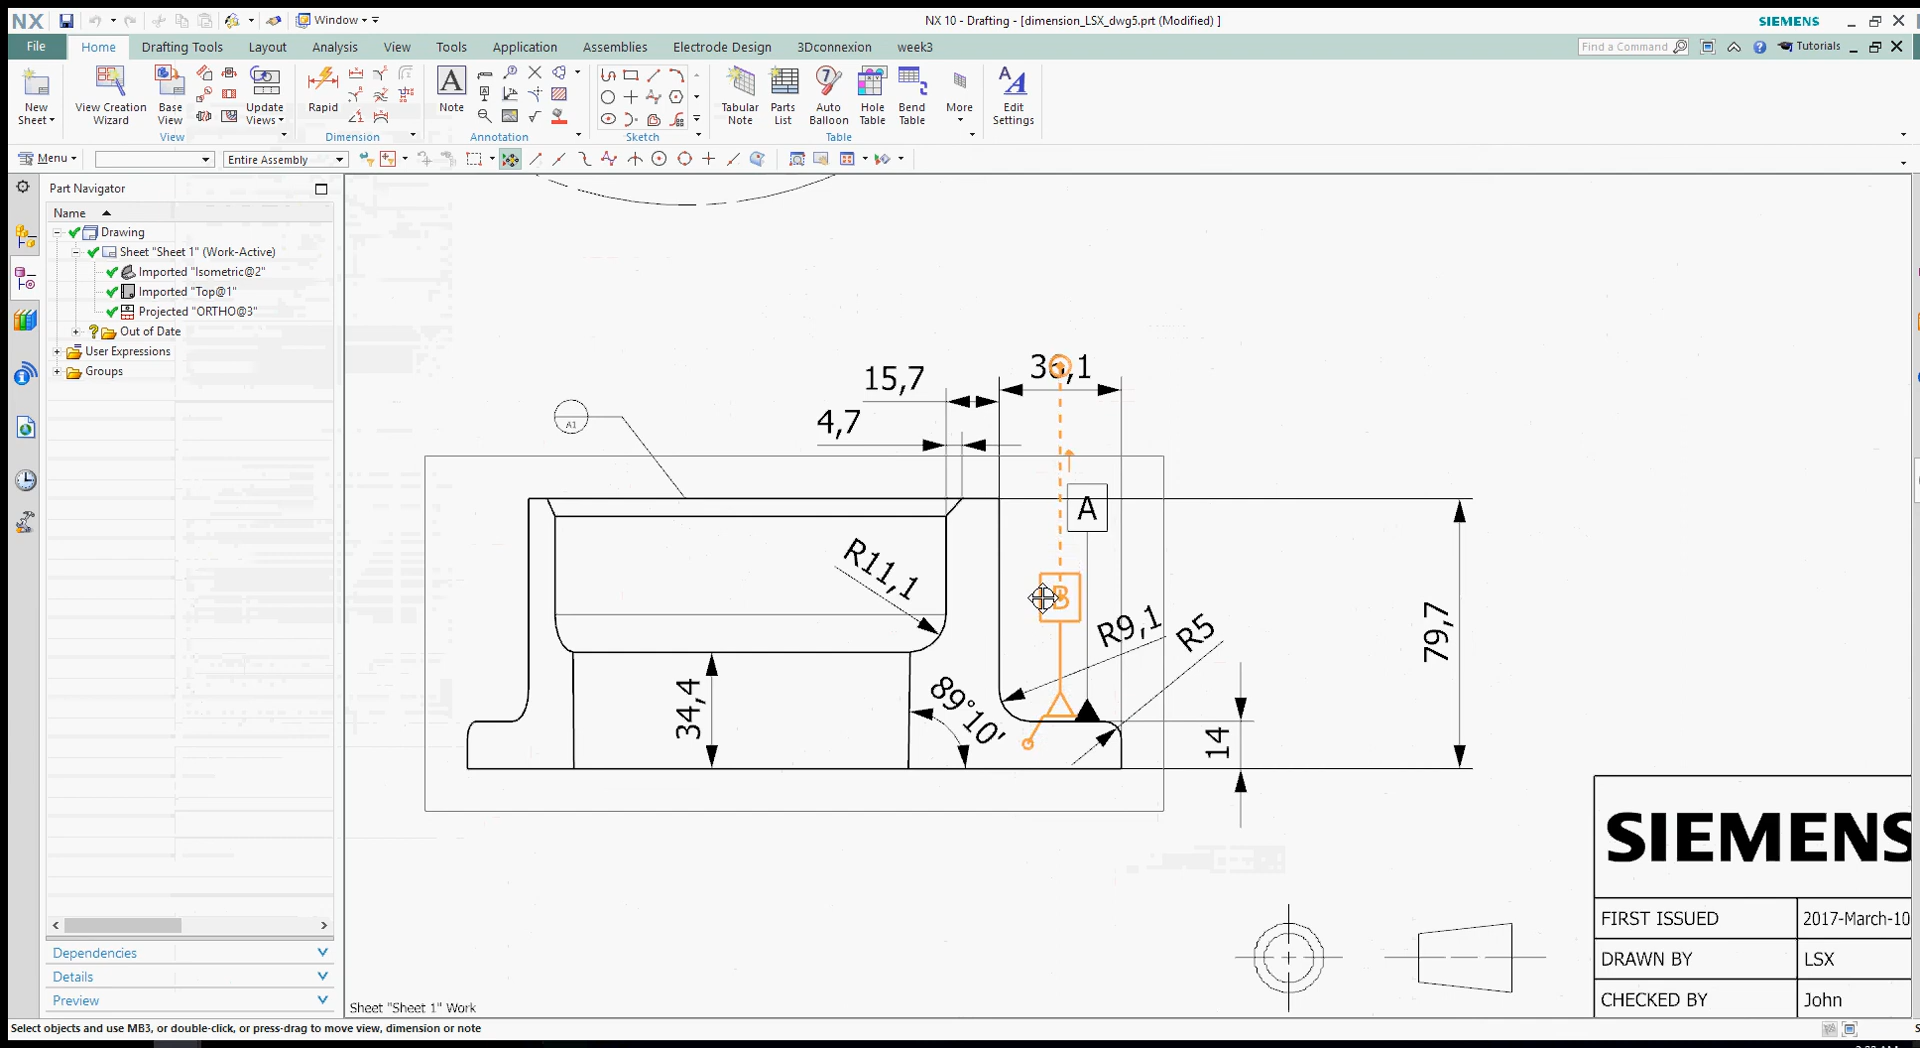 NX
Window
NX 10 - Drafting - [dimension_LSX_dwg5.prt (Modified) ]
SIEMENS
File
Home
Drafting Tools
Layout
Analysis
View
Tools
Application
Assemblies
Electrode Design
3Dconnexion
week3
Find a Command
Tutorials
New
Sheet
View Creation
Wizard
Base
View
Update
Views
Rapid
A
Note
Tabular
Note
Parts
List
Auto
Balloon
Hole
Table
Bend
Table
More
Edit
Settings
View
Dimension
Annotation
Sketch
Table
Menu
Entire Assembly
Part Navigator
Name
Drawing
Sheet "Sheet 1" (Work-Active)
Imported "Isometric@2"
Imported "Top@1"
Projected "ORTHO@3"
Out of Date
User Expressions
Groups
Dependencies
Details
Preview
15,7
4,7
A1
A
B
R11,1
R9,1
R5
34,4
89°10'
14
79,7
SIEMENS
FIRST ISSUED
2017-March-10
DRAWN BY
LSX
CHECKED BY
John
Sheet "Sheet 1" Work
Select objects and use MB3, or double-click, or press-drag to move view, dimension or note